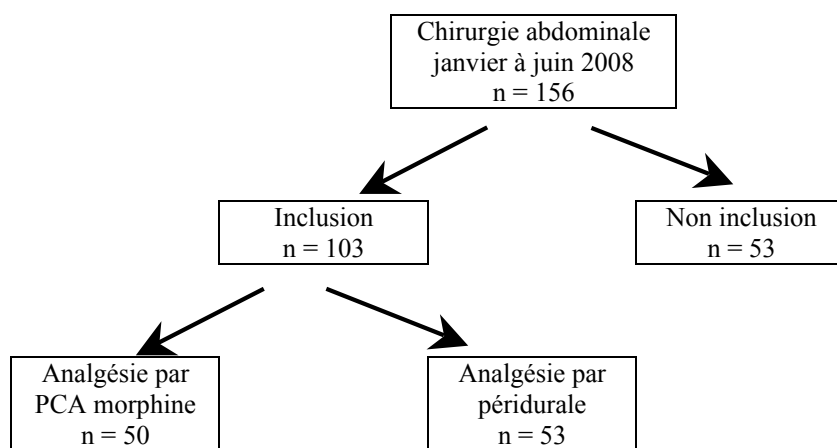 Chirurgie abdominale
janvier à juin 2008
n = 156
Inclusion
n = 103
Non inclusion
n = 53
Analgésie par
PCA morphine
n = 50
Analgésie par
péridurale
n = 53